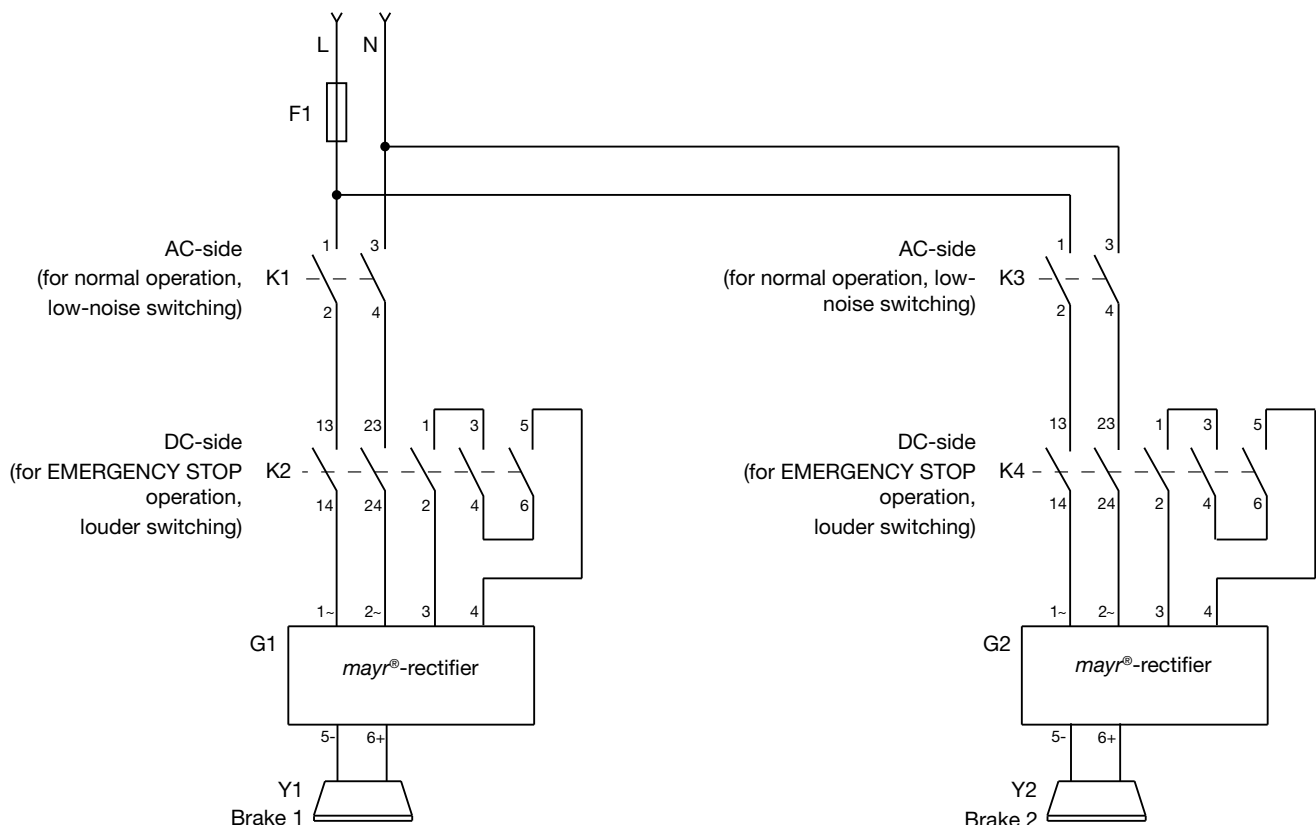 L N
F1
AC-side
(for normal operation,
low-noise switching)
K1
1 3
2 4
AC-side
(for normal operation, low-
noise switching)
K3
1 3
2 4
DC-side
(for EMERGENCY STOP
operation,
louder switching)
K2
13 23 1 3 5
14 24 2 4 6
DC-side
(for EMERGENCY STOP
operation,
louder switching)
K4
13 23 1 3 5
14 24 2 4 6
1~ 2~ 3 4
G1
mayr®-rectifier
5- 6+
Y1
Brake 1
1~ 2~ 3 4
G2
mayr®-rectifier
5- 6+
Y2
Brake 2